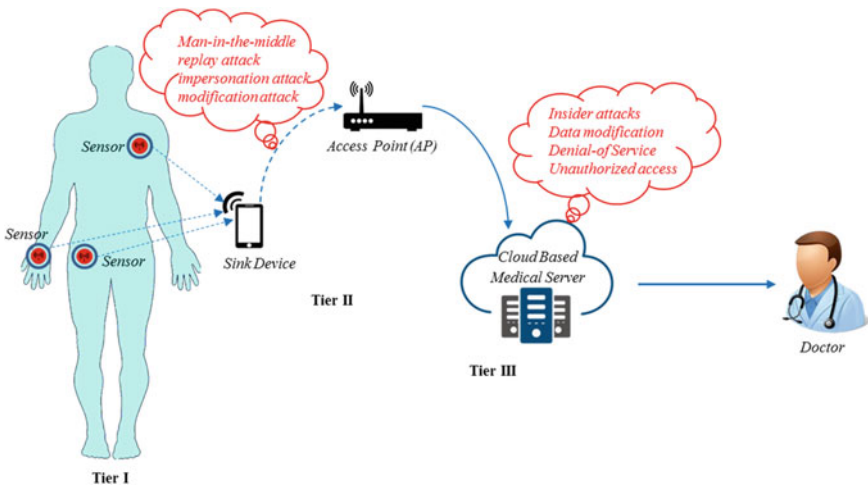 Man-in-the-middle
replay attack
impersonation attack
modification attack
Sensor
Sensor
Sensor
Sink Device
Access Point (AP)
Insider attacks
Data modification
Denial-of Service
Unauthorized access
Cloud Based
Medical Server
Doctor
Tier I
Tier II
Tier III